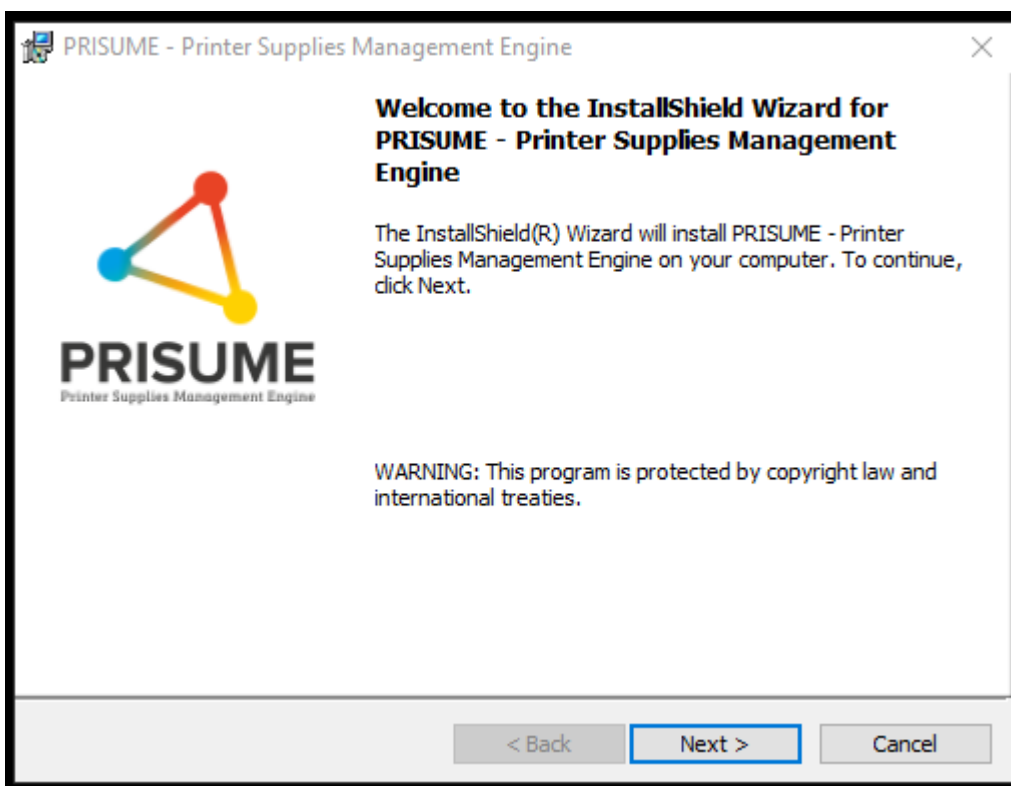 PRISUME - Printer Supplies Management Engine
Welcome to the InstallShield Wizard for
PRISUME - Printer Supplies Management
Engine
The InstallShield(R) Wizard will install PRISUME - Printer
Supplies Management Engine on your computer. To continue,
click Next.
PRISUME
Printer Supplies Management Engine
WARNING: This program is protected by copyright law and
international treaties.
< Back
Next >
Cancel